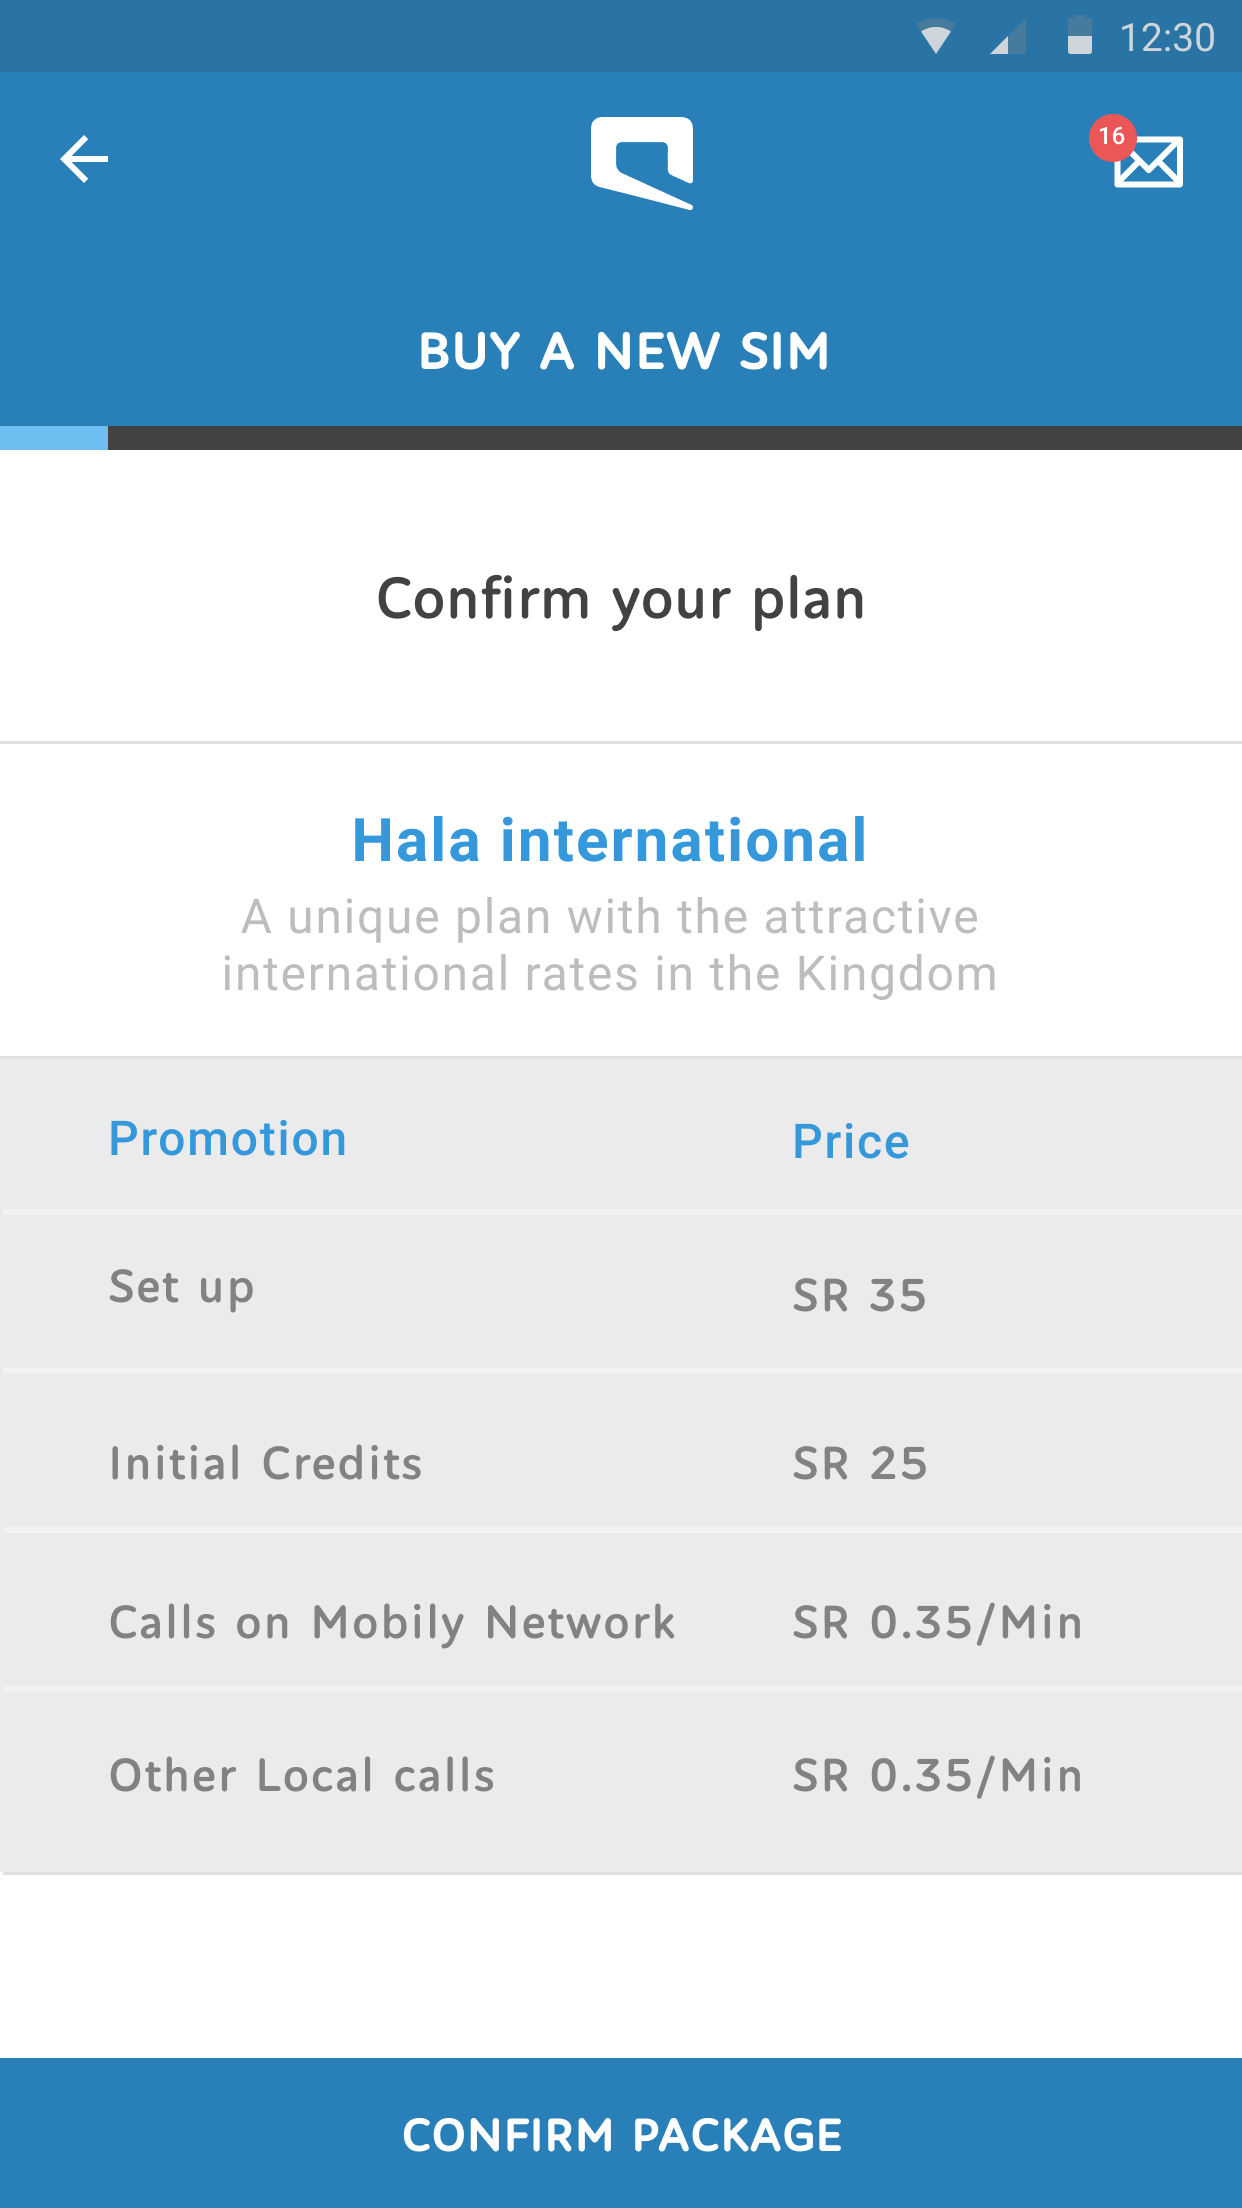 12:30
16
BUY A NEW SIM
Confirm your plan
Hala international
A unique plan with the attractive
international rates in the Kingdom
Promotion Price
Set up SR 35
Initial Credits SR 25
Calls on Mobily Network SR 0.35/Min
Other Local calls SR 0.35/Min
CONFIRM PACKAGE